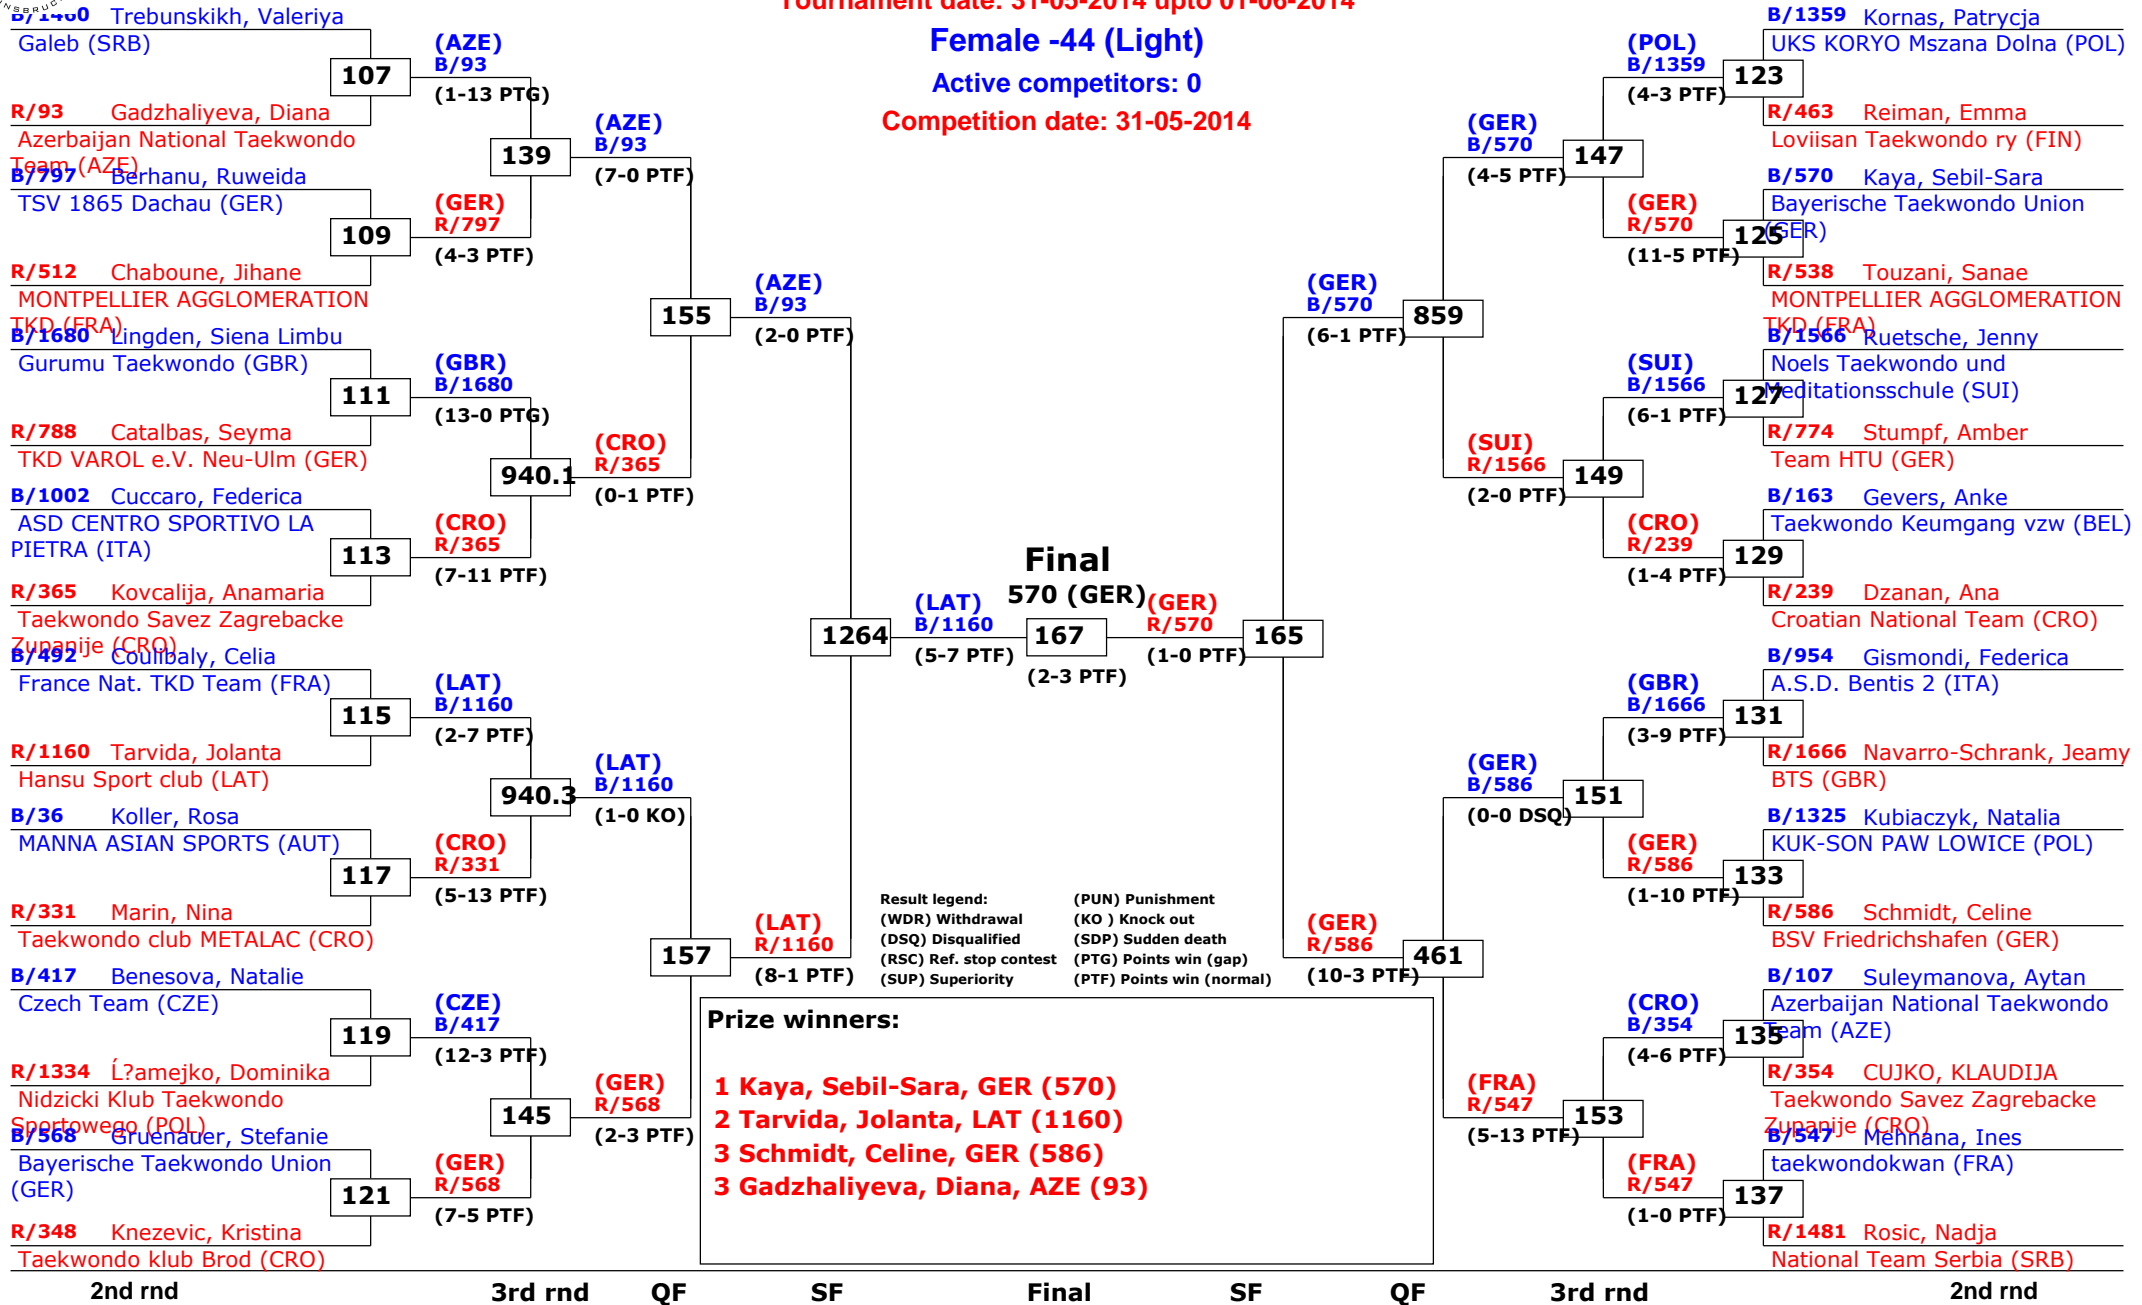 NSBRUC
Tournament date: 31-05-2014 upto 01-06-2014
Female -44 (Light)
Active competitors: 0
Competition date: 31-05-2014
B/1460 Trebunskikh, Valeriya
Galeb (SRB)
107
R/93 Gadzhaliyeva, Diana
Azerbaijan National Taekwondo
Team (AZE)
B/797 Berhanu, Ruweida
TSV 1865 Dachau (GER)
109
R/512 Chaboune, Jihane
MONTPELLIER AGGLOMERATION
TKD (FRA)
B/1680 Lingden, Siena Limbu
Gurumu Taekwondo (GBR)
111
R/788 Catalbas, Seyma
TKD VAROL e.V. Neu-Ulm (GER)
B/1002 Cuccaro, Federica
ASD CENTRO SPORTIVO LA
PIETRA (ITA)
113
R/365 Kovcalija, Anamaria
Taekwondo Savez Zagrebacke
Zupanije (CRO)
B/492 Coulibaly, Celia
France Nat. TKD Team (FRA)
115
R/1160 Tarvida, Jolanta
Hansu Sport club (LAT)
B/36 Koller, Rosa
MANNA ASIAN SPORTS (AUT)
117
R/331 Marin, Nina
Taekwondo club METALAC (CRO)
B/417 Benesova, Natalie
Czech Team (CZE)
119
R/1334 Ĺ?amejko, Dominika
Nidzicki Klub Taekwondo
Sportowego (POL)
B/568 Gruenauer, Stefanie
Bayerische Taekwondo Union
(GER)
121
R/348 Knezevic, Kristina
Taekwondo klub Brod (CRO)
(AZE)
B/93
(1-13 PTG)
139
(GER)
R/797
(4-3 PTF)
(GBR)
B/1680
(13-0 PTG)
940.1
(CRO)
R/365
(7-11 PTF)
(LAT)
B/1160
(2-7 PTF)
940.3
(CRO)
R/331
(5-13 PTF)
(CZE)
B/417
(12-3 PTF)
145
(GER)
R/568
(7-5 PTF)
(AZE)
B/93
(7-0 PTF)
155
(CRO)
R/365
(0-1 PTF)
(LAT)
B/1160
(1-0 KO)
157
(GER)
R/568
(2-3 PTF)
(AZE)
B/93
(2-0 PTF)
1264
(LAT)
R/1160
(8-1 PTF)
(LAT)
B/1160
(5-7 PTF)
Final
570 (GER)
167
(2-3 PTF)
(GER)
R/570
(1-0 PTF)
165
(GER)
B/570
(6-1 PTF)
859
(GER)
R/586
(10-3 PTF)
461
(GER)
B/570
(4-5 PTF)
147
(SUI)
R/1566
(2-0 PTF)
149
(GER)
B/586
(0-0 DSQ)
151
(FRA)
R/547
(5-13 PTF)
153
(POL)
B/1359
(4-3 PTF)
(GER)
R/570
(11-5 PTF)
(SUI)
B/1566
(6-1 PTF)
(CRO)
R/239
(1-4 PTF)
(GBR)
B/1666
(3-9 PTF)
(GER)
R/586
(1-10 PTF)
(CRO)
B/354
(4-6 PTF)
(FRA)
R/547
(1-0 PTF)
B/1359 Kornas, Patrycja
UKS KORYO Mszana Dolna (POL)
123
R/463 Reiman, Emma
Loviisan Taekwondo ry (FIN)
B/570 Kaya, Sebil-Sara
Bayerische Taekwondo Union
(GER)
125
R/538 Touzani, Sanae
MONTPELLIER AGGLOMERATION
TKD (FRA)
B/1566 Ruetsche, Jenny
Noels Taekwondo und
Meditationsschule (SUI)
127
R/774 Stumpf, Amber
Team HTU (GER)
B/163 Gevers, Anke
Taekwondo Keumgang vzw (BEL)
129
R/239 Dzanan, Ana
Croatian National Team (CRO)
B/954 Gismondi, Federica
A.S.D. Bentis 2 (ITA)
131
R/1666 Navarro-Schrank, Jeamy
BTS (GBR)
B/1325 Kubiaczyk, Natalia
KUK-SON PAW LOWICE (POL)
133
R/586 Schmidt, Celine
BSV Friedrichshafen (GER)
B/107 Suleymanova, Aytan
Azerbaijan National Taekwondo
Team (AZE)
135
R/354 CUJKO, KLAUDIJA
Taekwondo Savez Zagrebacke
Zupanije (CRO)
B/547 Mehnana, Ines
taekwondokwan (FRA)
137
R/1481 Rosic, Nadja
National Team Serbia (SRB)
Result legend: (PUN) Punishment
(WDR) Withdrawal (KO ) Knock out
(DSQ) Disqualified (SDP) Sudden death
(RSC) Ref. stop contest (PTG) Points win (gap)
(SUP) Superiority (PTF) Points win (normal)
Prize winners:
1 Kaya, Sebil-Sara, GER (570)
2 Tarvida, Jolanta, LAT (1160)
3 Schmidt, Celine, GER (586)
3 Gadzhaliyeva, Diana, AZE (93)
2nd rnd 3rd rnd QF SF Final SF QF 3rd rnd 2nd rnd